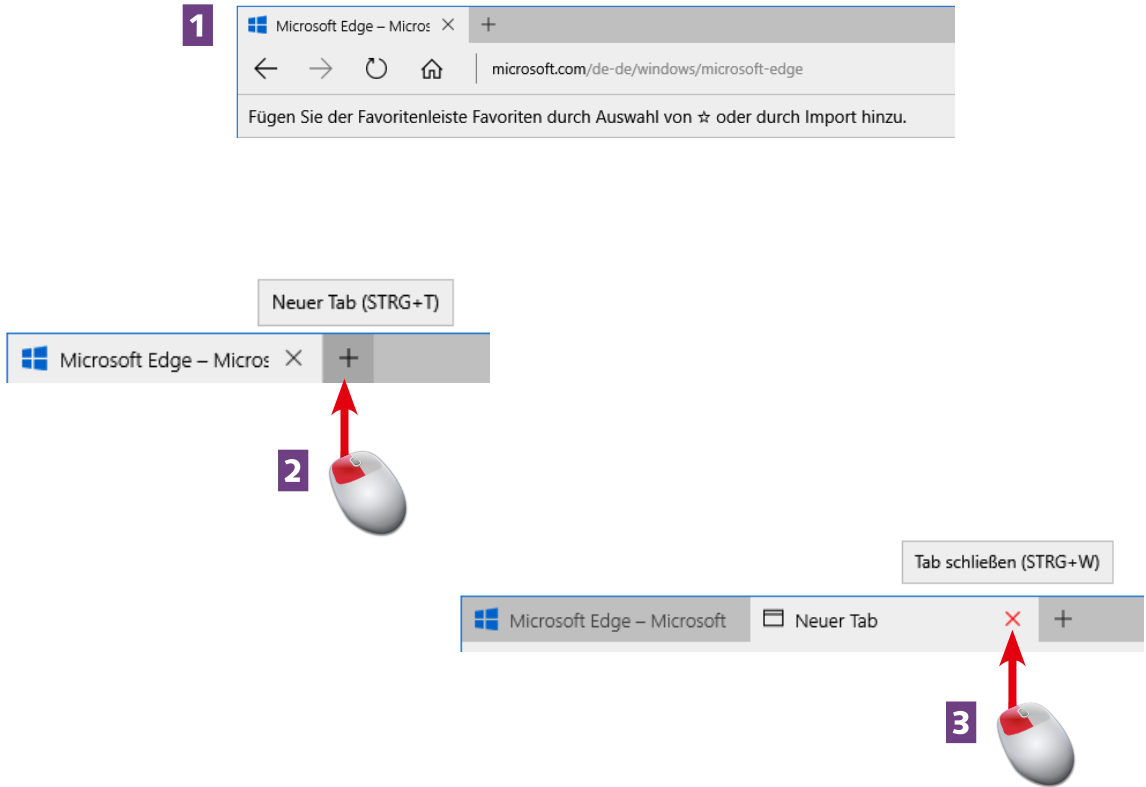 1
Microsoft Edge – Micros
microsoft.com/de-de/windows/microsoft-edge
Fügen Sie der Favoritenleiste Favoriten durch Auswahl von ☆ oder durch Import hinzu.
Neuer Tab (STRG+T)
Microsoft Edge – Micros
2
Tab schließen (STRG+W)
Microsoft Edge – Microsoft
Neuer Tab
3